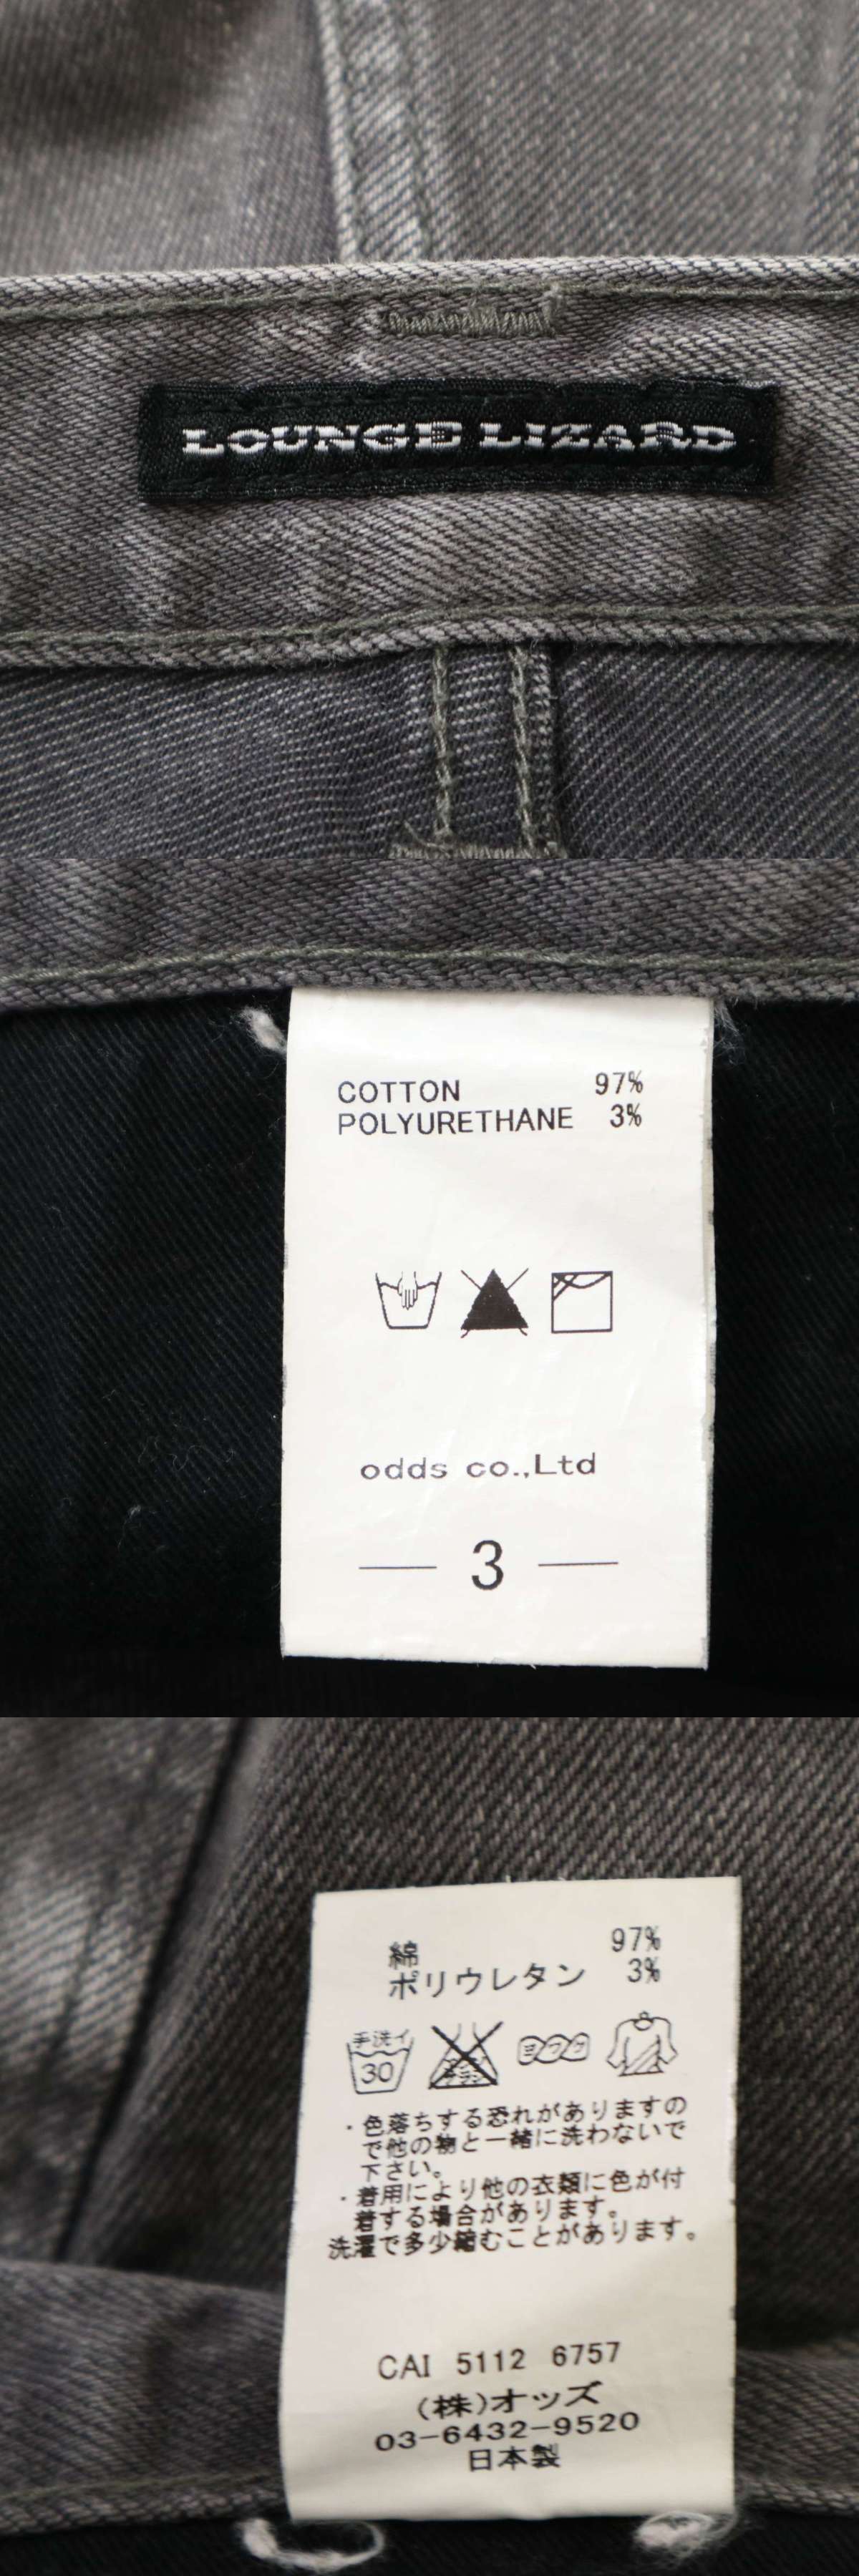 LOUNGE LIZARD
COTTON 97%
POLYURETHANE 3%
odds co.,Ltd
— 3 —
綿 97%
ポリウレタン 3%
手洗イ
30
ヨワク
・色落ちする恐れがありますの
で他の物と一緒に洗わないで
下さい。
・着用により他の衣類に色が付
着する場合があります。
洗濯で多少縮むことがあります。
CAI 5112 6757
(株)オッズ
03-6432-9520
日本製